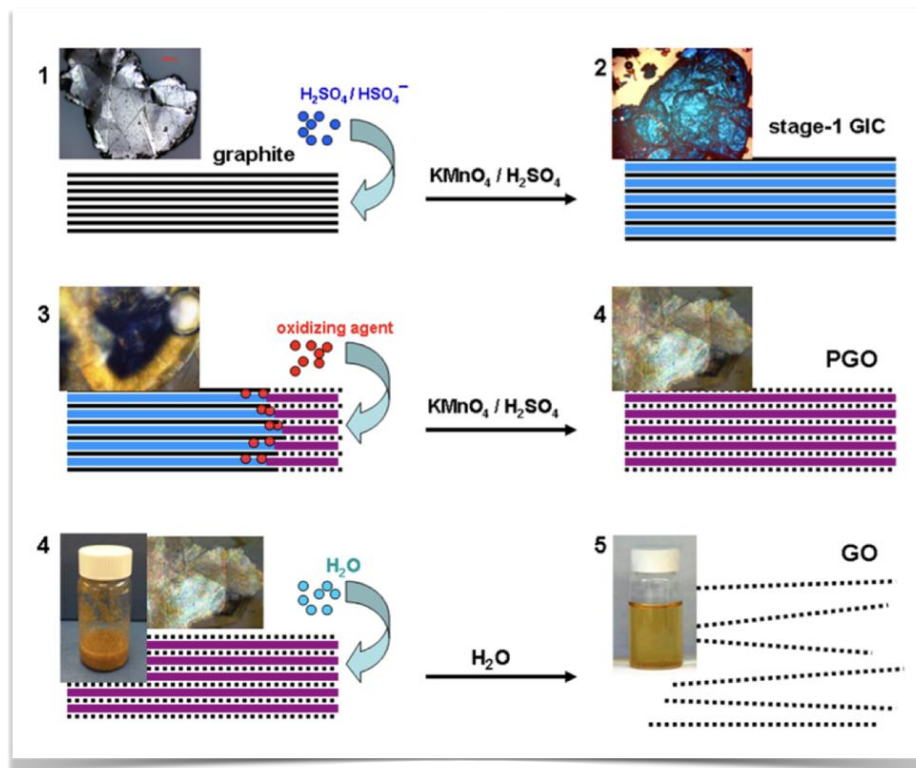 1
H₂SO₄ / HSO₄⁻
graphite
KMnO₄ / H₂SO₄
2
stage-1 GIC
3
oxidizing agent
KMnO₄ / H₂SO₄
4
PGO
4
H₂O
H₂O
5
GO